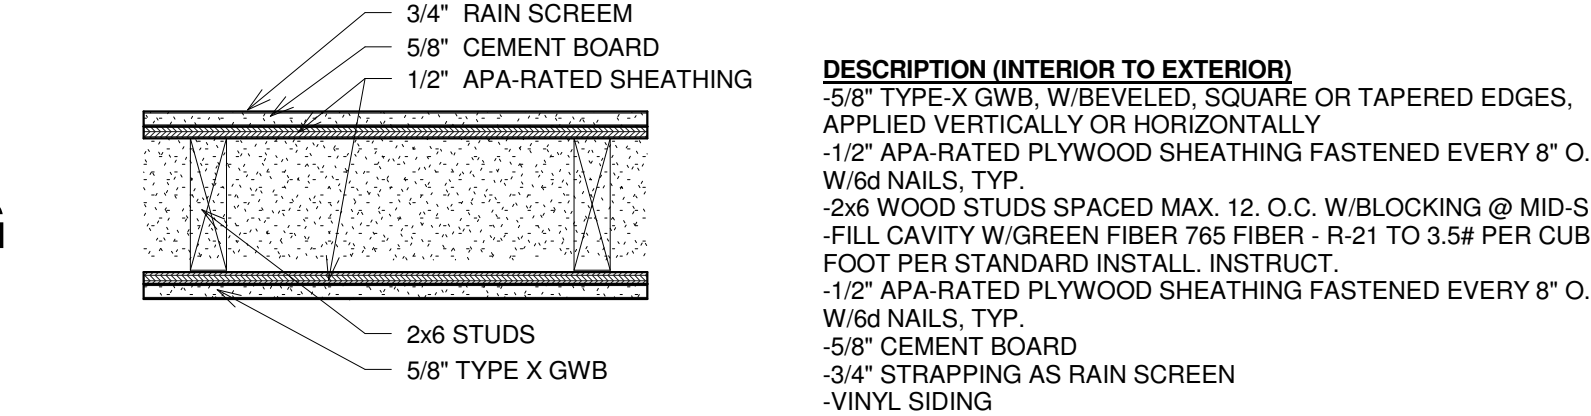 3/4" RAIN SCREEM
5/8" CEMENT BOARD
1/2" APA-RATED SHEATHING
2x6 STUDS
5/8" TYPE X GWB
DESCRIPTION (INTERIOR TO EXTERIOR)
-5/8" TYPE-X GWB, W/BEVELED, SQUARE OR TAPERED EDGES,
APPLIED VERTICALLY OR HORIZONTALLY
-1/2" APA-RATED PLYWOOD SHEATHING FASTENED EVERY 8" O.
W/6d NAILS, TYP.
-2x6 WOOD STUDS SPACED MAX. 12. O.C. W/BLOCKING @ MID-S
-FILL CAVITY W/GREEN FIBER 765 FIBER - R-21 TO 3.5# PER CUB
FOOT PER STANDARD INSTALL. INSTRUCT.
-1/2" APA-RATED PLYWOOD SHEATHING FASTENED EVERY 8" O.
W/6d NAILS, TYP.
-5/8" CEMENT BOARD
-3/4" STRAPPING AS RAIN SCREEN
-VINYL SIDING